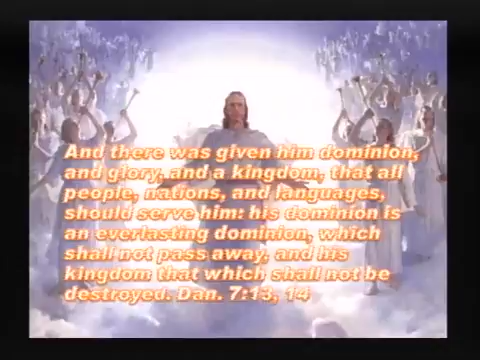 And there was given him dominion,
and glory, and a kingdom, that all
people, nations, and languages,
should serve him: his dominion is
an everlasting dominion, which
shall not pass away, and his
kingdom that which shall not be
destroyed. Dan. 7:13, 14